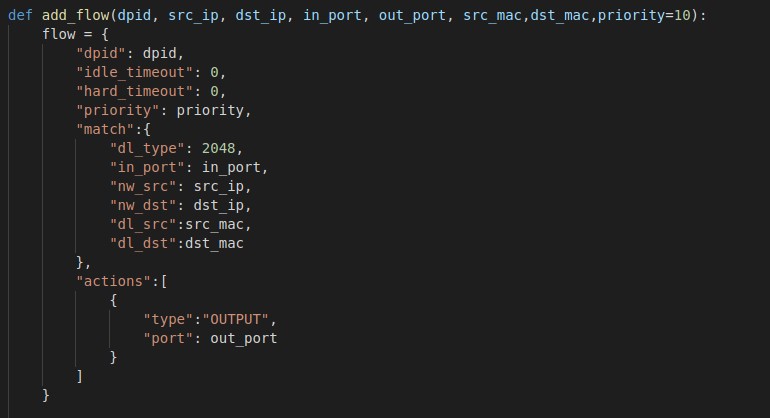 def add_flow(dpid, src_ip, dst_ip, in_port, out_port, src_mac,dst_mac,priority=10):
    flow = {
        "dpid": dpid,
        "idle_timeout": 0,
        "hard_timeout": 0,
        "priority": priority,
        "match":{
            "dl_type": 2048,
            "in_port": in_port,
            "nw_src": src_ip,
            "nw_dst": dst_ip,
            "dl_src":src_mac,
            "dl_dst":dst_mac
        },
        "actions":[
            {
                "type":"OUTPUT",
                "port": out_port
            }
        ]
    }